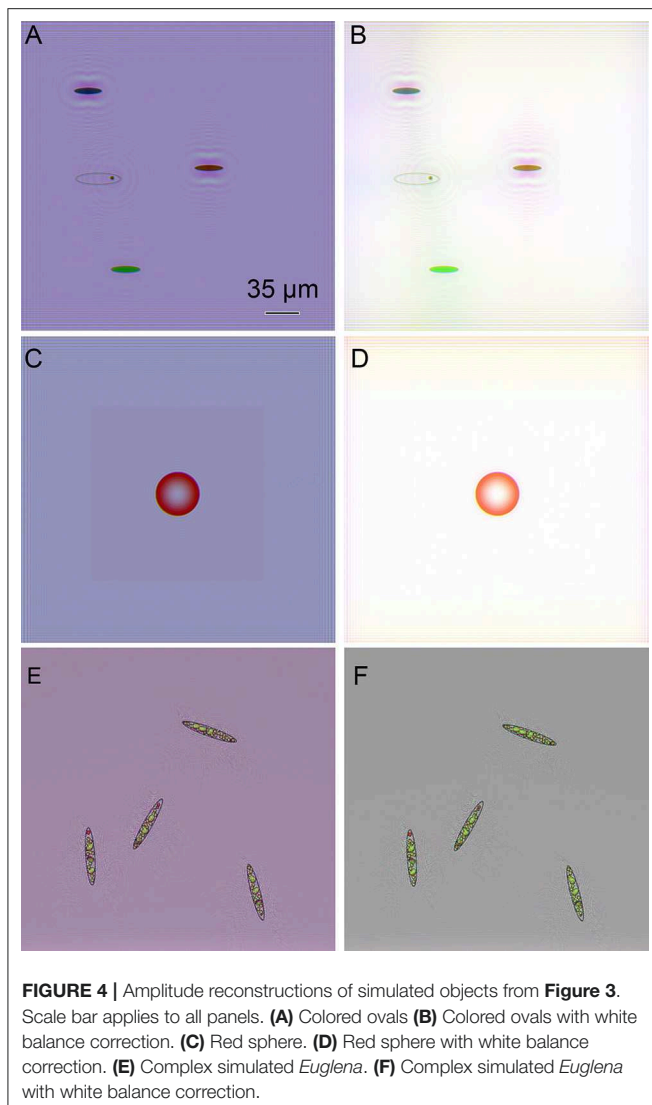 A
B
35 µm
C
D
E
F
FIGURE 4 | Amplitude reconstructions of simulated objects from Figure 3.
Scale bar applies to all panels. (A) Colored ovals (B) Colored ovals with white
balance correction. (C) Red sphere. (D) Red sphere with white balance
correction. (E) Complex simulated Euglena. (F) Complex simulated Euglena
with white balance correction.